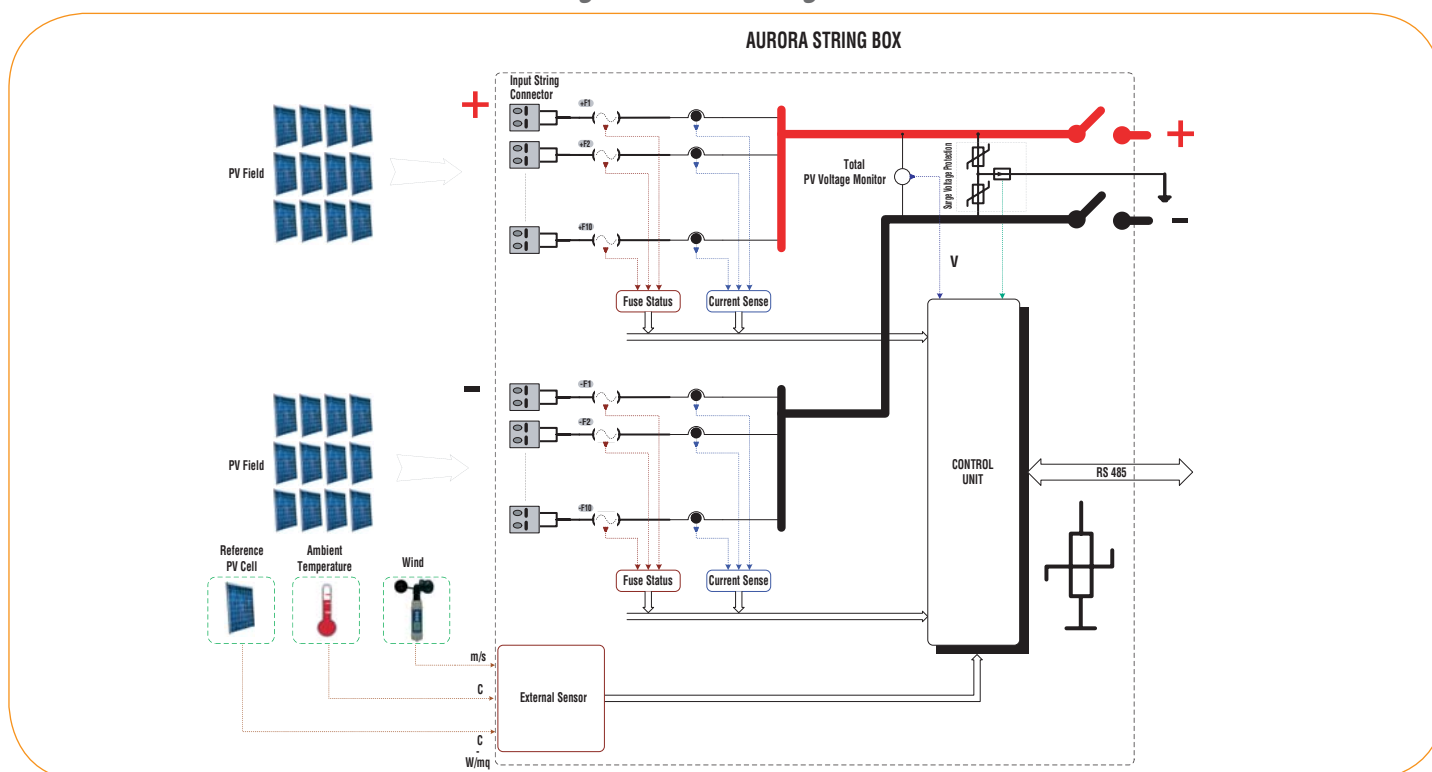 AURORA STRING BOX
Input String
Connector
+
+F1
+F2
+F10
PV Field
Total
PV Voltage Monitor
Surge Voltage Protection
+
-
V
Fuse Status
Current Sense
-
-F1
-F2
-F10
PV Field
CONTROL
UNIT
RS 485
Fuse Status
Current Sense
Reference
PV Cell
Ambient
Temperature
Wind
m/s
C
C
-
W/mq
External Sensor